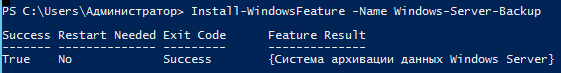 PS C:\Users\Администратор> Install-WindowsFeature -Name Windows-Server-Backup
Success Restart Needed Exit Code Feature Result
------- -------------- --------- --------------
True No Success {Система архивации данных Windows Server}